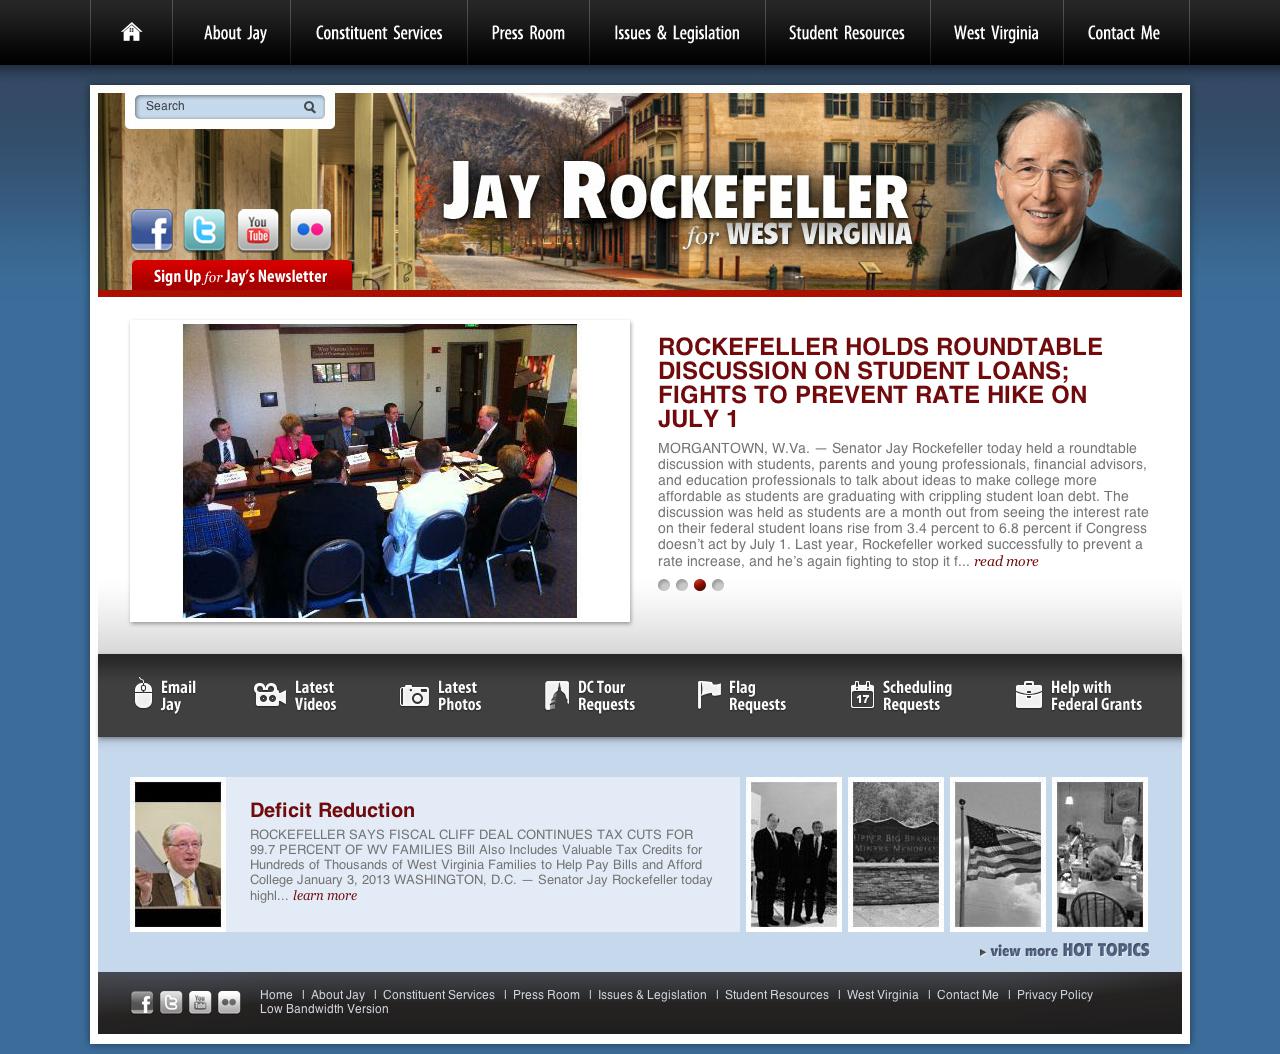 About Jay
Constituent Services
Press Room
Issues & Legislation
Student Resources
West Virginia
Contact Me
Search
JAY ROCKEFELLER
for WEST VIRGINIA
You
Tube
Sign Up for Jay's Newsletter
ROCKEFELLER HOLDS ROUNDTABLE
DISCUSSION ON STUDENT LOANS;
FIGHTS TO PREVENT RATE HIKE ON
JULY 1
MORGANTOWN, W.Va. — Senator Jay Rockefeller today held a roundtable
discussion with students, parents and young professionals, financial advisors,
and education professionals to talk about ideas to make college more
affordable as students are graduating with crippling student loan debt. The
discussion was held as students are a month out from seeing the interest rate
on their federal student loans rise from 3.4 percent to 6.8 percent if Congress
doesn't act by July 1. Last year, Rockefeller worked successfully to prevent a
rate increase, and he's again fighting to stop it f... read more
Email
Jay
Latest
Videos
Latest
Photos
DC Tour
Requests
Flag
Requests
17
Scheduling
Requests
Help with
Federal Grants
Deficit Reduction
ROCKEFELLER SAYS FISCAL CLIFF DEAL CONTINUES TAX CUTS FOR
99.7 PERCENT OF WV FAMILIES Bill Also Includes Valuable Tax Credits for
Hundreds of Thousands of West Virginia Families to Help Pay Bills and Afford
College January 3, 2013 WASHINGTON, D.C. — Senator Jay Rockefeller today
highl... learn more
UPPER BIG BRANCH
MINERS MEMORIAL
view more HOT TOPICS
You
Tube
Home | About Jay | Constituent Services | Press Room | Issues & Legislation | Student Resources | West Virginia | Contact Me | Privacy Policy
Low Bandwidth Version